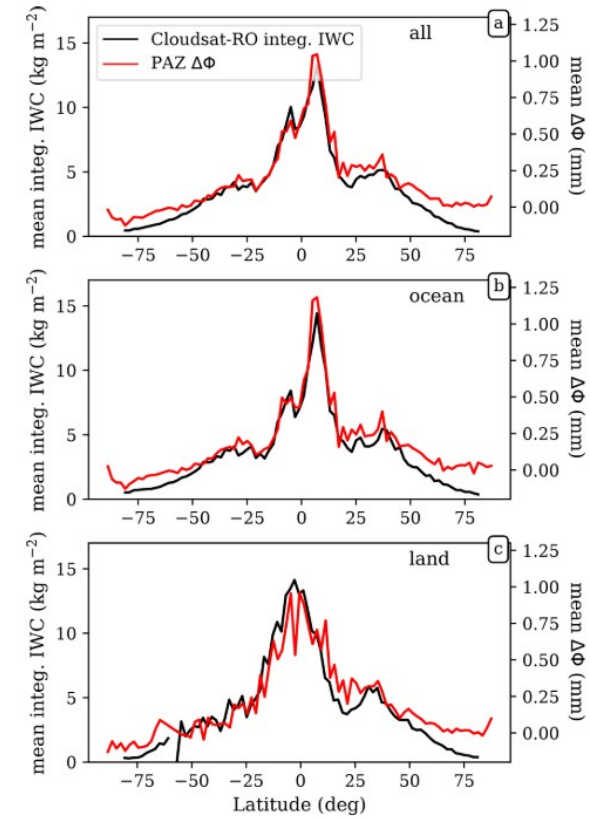 all
a
Cloudsat-RO integ. IWC
PAZ ΔΦ
mean integ. IWC (kg m⁻²)
15
10
5
0
mean ΔΦ (mm)
1.25
1.00
0.75
0.50
0.25
0.00
−75 −50 −25 0 25 50 75
ocean
b
mean integ. IWC (kg m⁻²)
15
10
5
0
mean ΔΦ (mm)
1.25
1.00
0.75
0.50
0.25
0.00
−75 −50 −25 0 25 50 75
land
c
mean integ. IWC (kg m⁻²)
15
10
5
0
mean ΔΦ (mm)
1.25
1.00
0.75
0.50
0.25
0.00
−75 −50 −25 0 25 50 75
Latitude (deg)